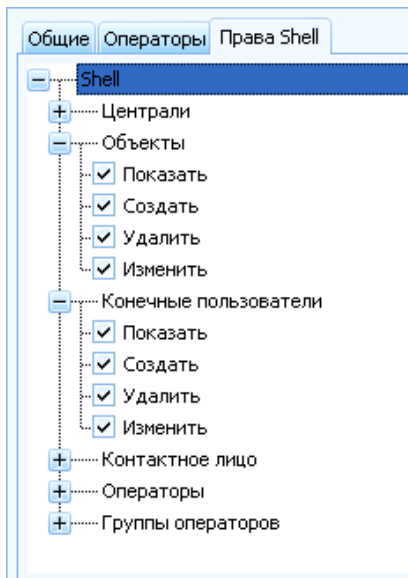 Общие Операторы Права Shell
Shell
Централи
Объекты
Показать
Создать
Удалить
Изменить
Конечные пользователи
Показать
Создать
Удалить
Изменить
Контактное лицо
Операторы
Группы операторов